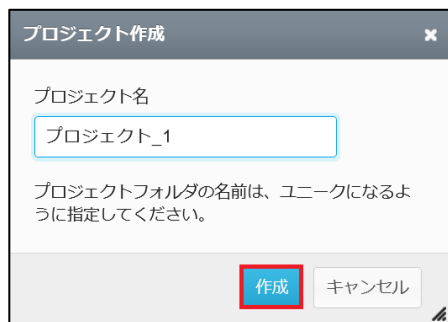 プロジェクト作成
プロジェクト名
プロジェクト_1
プロジェクトフォルダの名前は、ユニークになるよ
うに指定してください。
作成 キャンセル